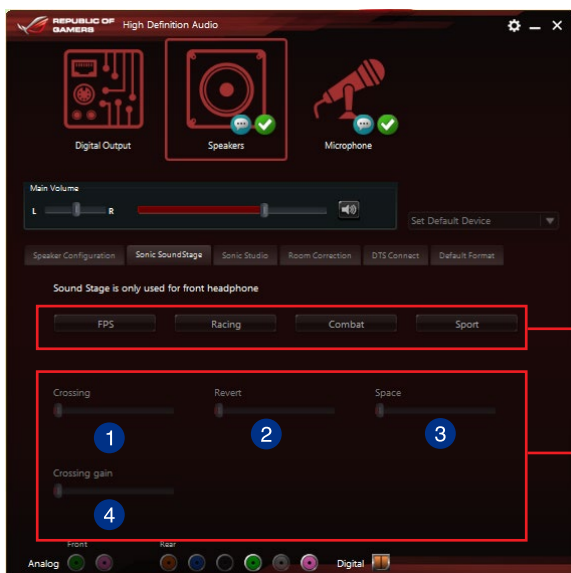 REPUBLIC OF GAMERS High Definition Audio
Digital Output Speakers Microphone
Main Volume
L R
Set Default Device
Speaker Configuration Sonic SoundStage Sonic Studio Room Correction DTS Connect Default Format
Sound Stage is only used for front headphone
FPS Racing Combat Sport
Crossing Revert Space
1 2 3
Crossing gain
4
Front Rear
Analog Digital